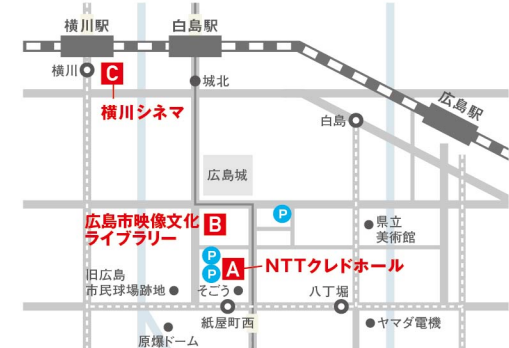 横川駅
白島駅
横川
C
城北
横川シネマ
広島駅
白島
広島城
P
広島市映像文化
ライブラリー
B
県立
美術館
P
P
A
NTTクレドホール
旧広島
市民球場跡地
そごう
八丁堀
紙屋町西
ヤマダ電機
原爆ドーム